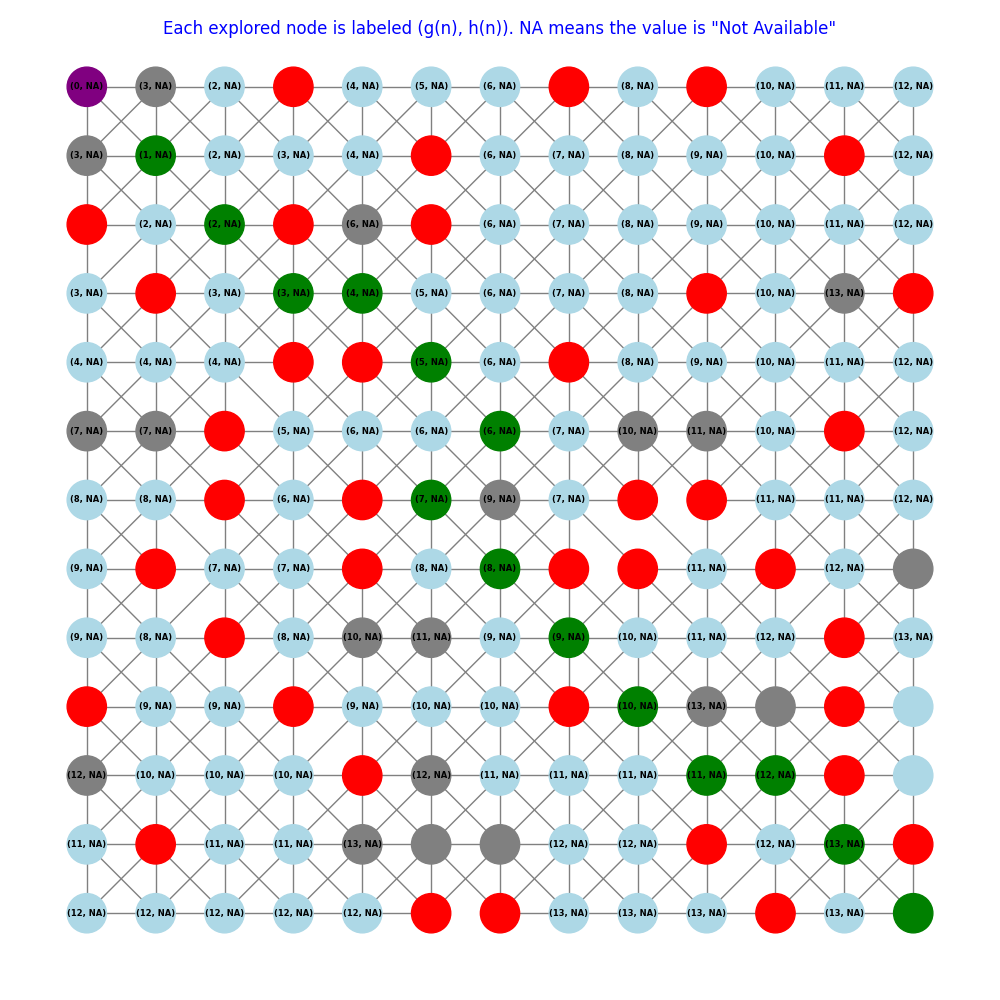 Each explored node is labeled (g(n), h(n)). NA means the value is "Not Available"
(0, NA) (3, NA) (2, NA) (4, NA) (5, NA) (6, NA) (8, NA) (10, NA) (11, NA) (12, NA)
(3, NA) (1, NA) (2, NA) (3, NA) (4, NA) (6, NA) (7, NA) (8, NA) (9, NA) (10, NA) (12, NA)
(2, NA) (2, NA) (6, NA) (6, NA) (7, NA) (8, NA) (9, NA) (10, NA) (11, NA) (12, NA)
(3, NA) (3, NA) (3, NA) (4, NA) (5, NA) (6, NA) (7, NA) (8, NA) (10, NA) (13, NA)
(4, NA) (4, NA) (4, NA) (5, NA) (6, NA) (8, NA) (9, NA) (10, NA) (11, NA) (12, NA)
(7, NA) (7, NA) (5, NA) (6, NA) (6, NA) (6, NA) (7, NA) (10, NA) (11, NA) (10, NA) (12, NA)
(8, NA) (8, NA) (6, NA) (7, NA) (9, NA) (7, NA) (11, NA) (11, NA) (12, NA)
(9, NA) (7, NA) (7, NA) (8, NA) (8, NA) (11, NA) (12, NA)
(9, NA) (8, NA) (8, NA) (10, NA) (11, NA) (9, NA) (9, NA) (10, NA) (11, NA) (12, NA) (13, NA)
(9, NA) (9, NA) (9, NA) (10, NA) (10, NA) (10, NA) (13, NA)
(12, NA) (10, NA) (10, NA) (10, NA) (12, NA) (11, NA) (11, NA) (11, NA) (11, NA) (12, NA)
(11, NA) (11, NA) (11, NA) (13, NA) (12, NA) (12, NA) (12, NA) (13, NA)
(12, NA) (12, NA) (12, NA) (12, NA) (12, NA) (13, NA) (13, NA) (13, NA) (13, NA)